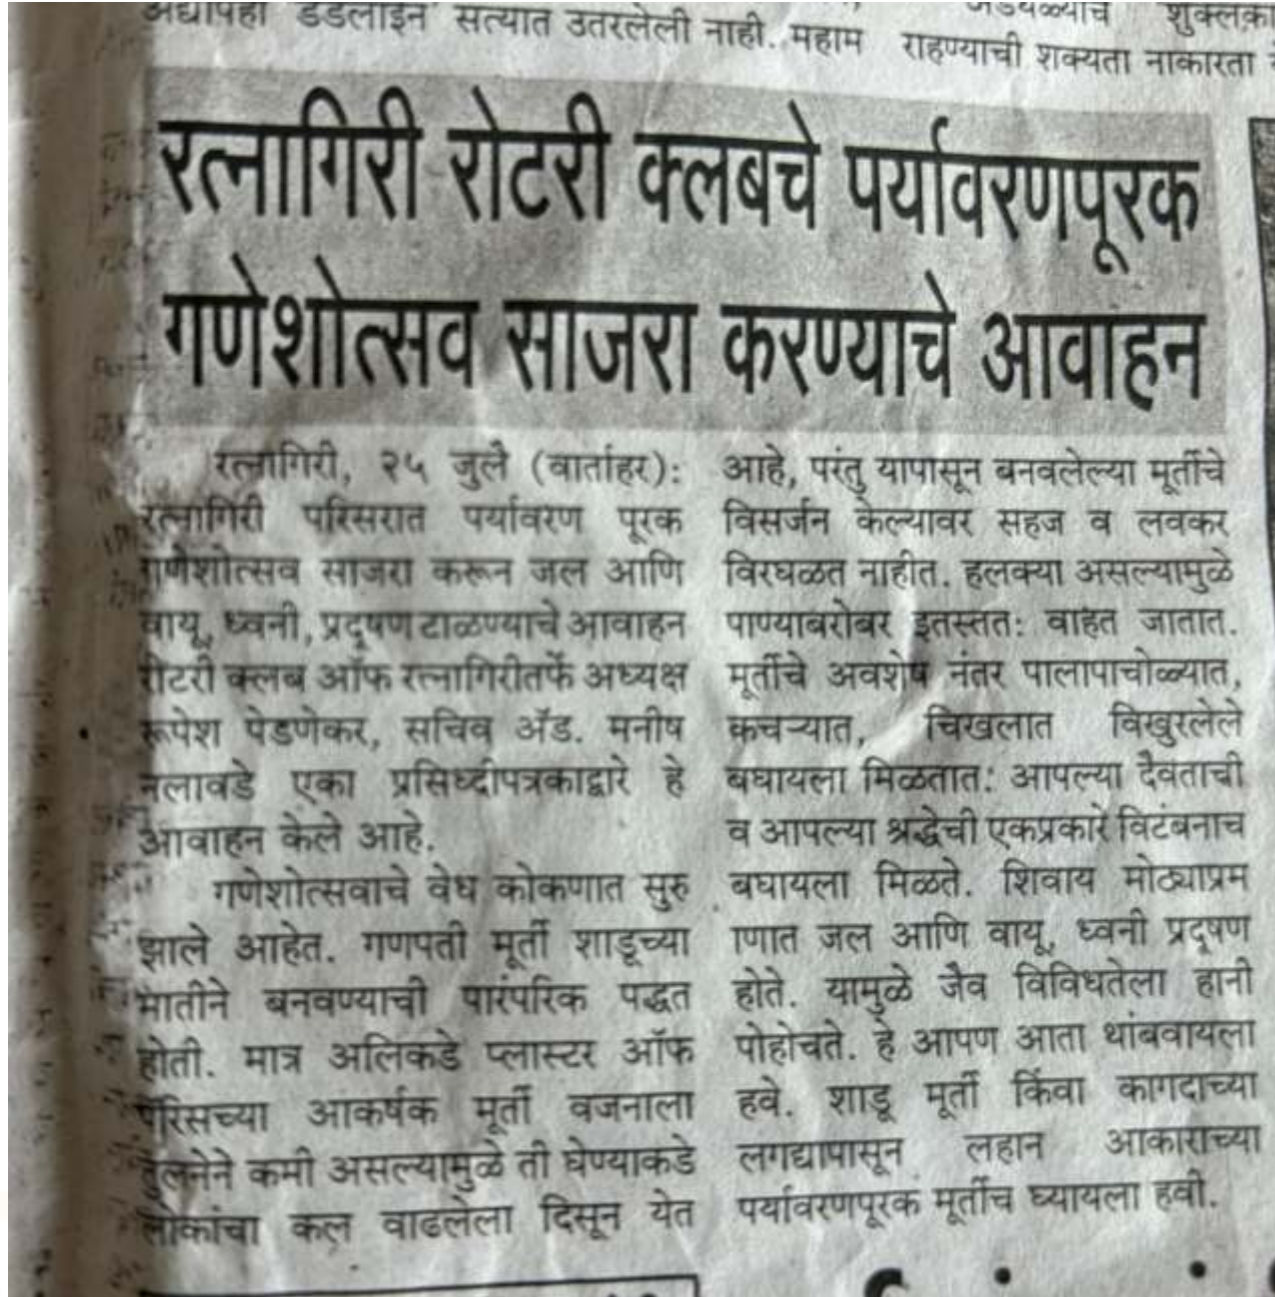 डेडलाईन सत्यात उतरलेली नाही. महाम
राहण्याची शक्यता नाकारता
रत्नागिरी रोटरी क्लबचे पर्यावरणपूरक
गणेशोत्सव साजरा करण्याचे आवाहन
रत्नागिरी, २५ जुलै (वार्ताहर):
रत्नागिरी परिसरात पर्यावरण पूरक
गणेशोत्सव साजरा करून जल आणि
वायू, ध्वनी, प्रदूषण टाळण्याचे आवाहन
रोटरी क्लब ऑफ रत्नागिरीतर्फे अध्यक्ष
रूपेश पेडणेकर, सचिव ॲड. मनीष
नलावडे एका प्रसिध्दीपत्रकाद्वारे हे
आवाहन केले आहे.
गणेशोत्सवाचे वेध कोकणात सुरु
झाले आहेत. गणपती मूर्ती शाडूच्या
मातीने बनवण्याची पारंपरिक पद्धत
होती. मात्र अलिकडे प्लास्टर ऑफ
पॅरिसच्या आकर्षक मूर्ती वजनाला
तुलनेने कमी असल्यामुळे ती घेण्याकडे
लोकांचा कल वाढलेला दिसून येत
आहे, परंतु यापासून बनवलेल्या मूर्तीचे
विसर्जन केल्यावर सहज व लवकर
विरघळत नाहीत. हलक्या असल्यामुळे
पाण्याबरोबर इतस्तत: वाहत जातात.
मूर्तीचे अवशेष नंतर पालापाचोळ्यात,
कचऱ्यात, चिखलात विखुरलेले
बघायला मिळतात: आपल्या दैवताची
व आपल्या श्रद्धेची एकप्रकारे विटंबनाच
बघायला मिळते. शिवाय मोठ्याप्रम
ाणात जल आणि वायू, ध्वनी प्रदूषण
होते. यामुळे जैव विविधतेला हानी
पोहोचते. हे आपण आता थांबवायला
हवे. शाडू मूर्ती किंवा कागदाच्या
लगद्यापासून लहान आकाराच्या
पर्यावरणपूरक मूर्तीच घ्यायला हवी.